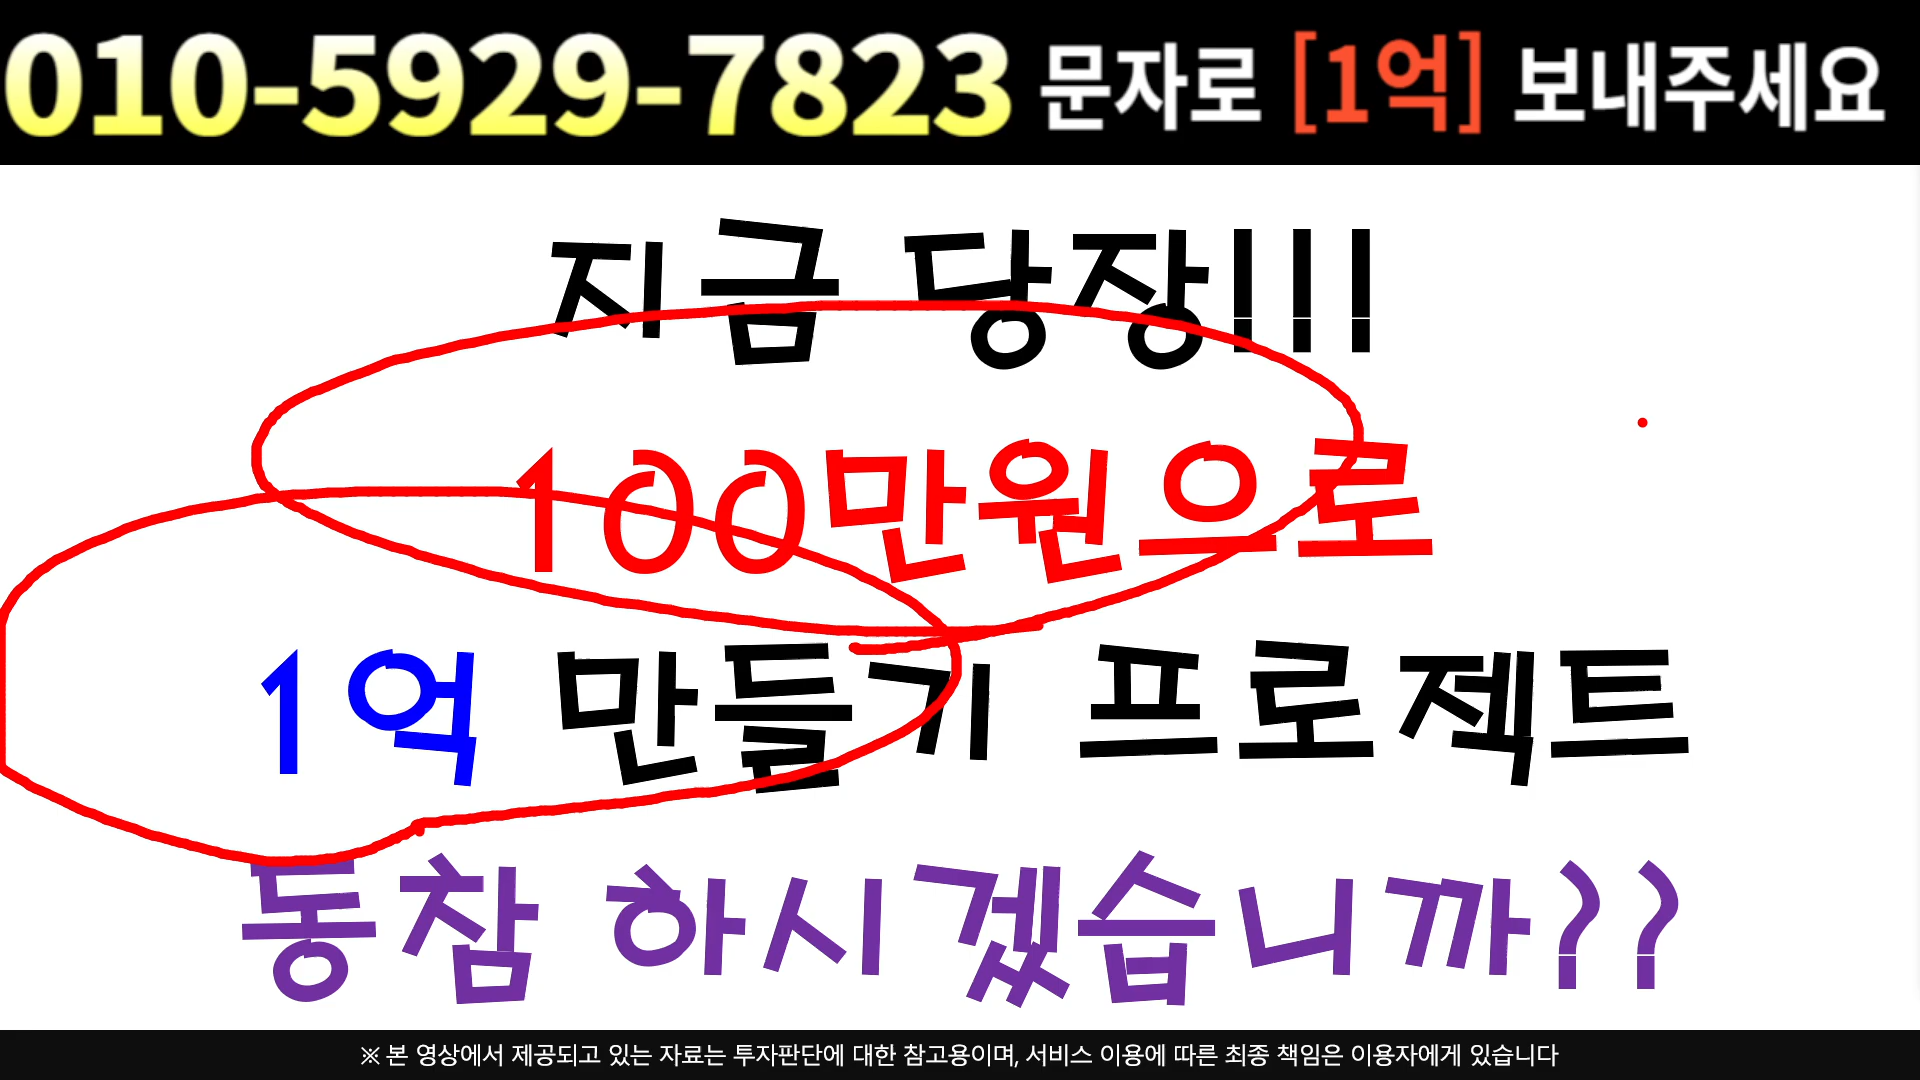 010-5929-7823 문자로 [1억] 보내주세요
지금 당장!!!
100만원으로
1억 만들기 프로젝트
동참 하시겠습니까??
※ 본 영상에서 제공되고 있는 자료는 투자판단에 대한 참고용이며, 서비스 이용에 따른 최종 책임은 이용자에게 있습니다